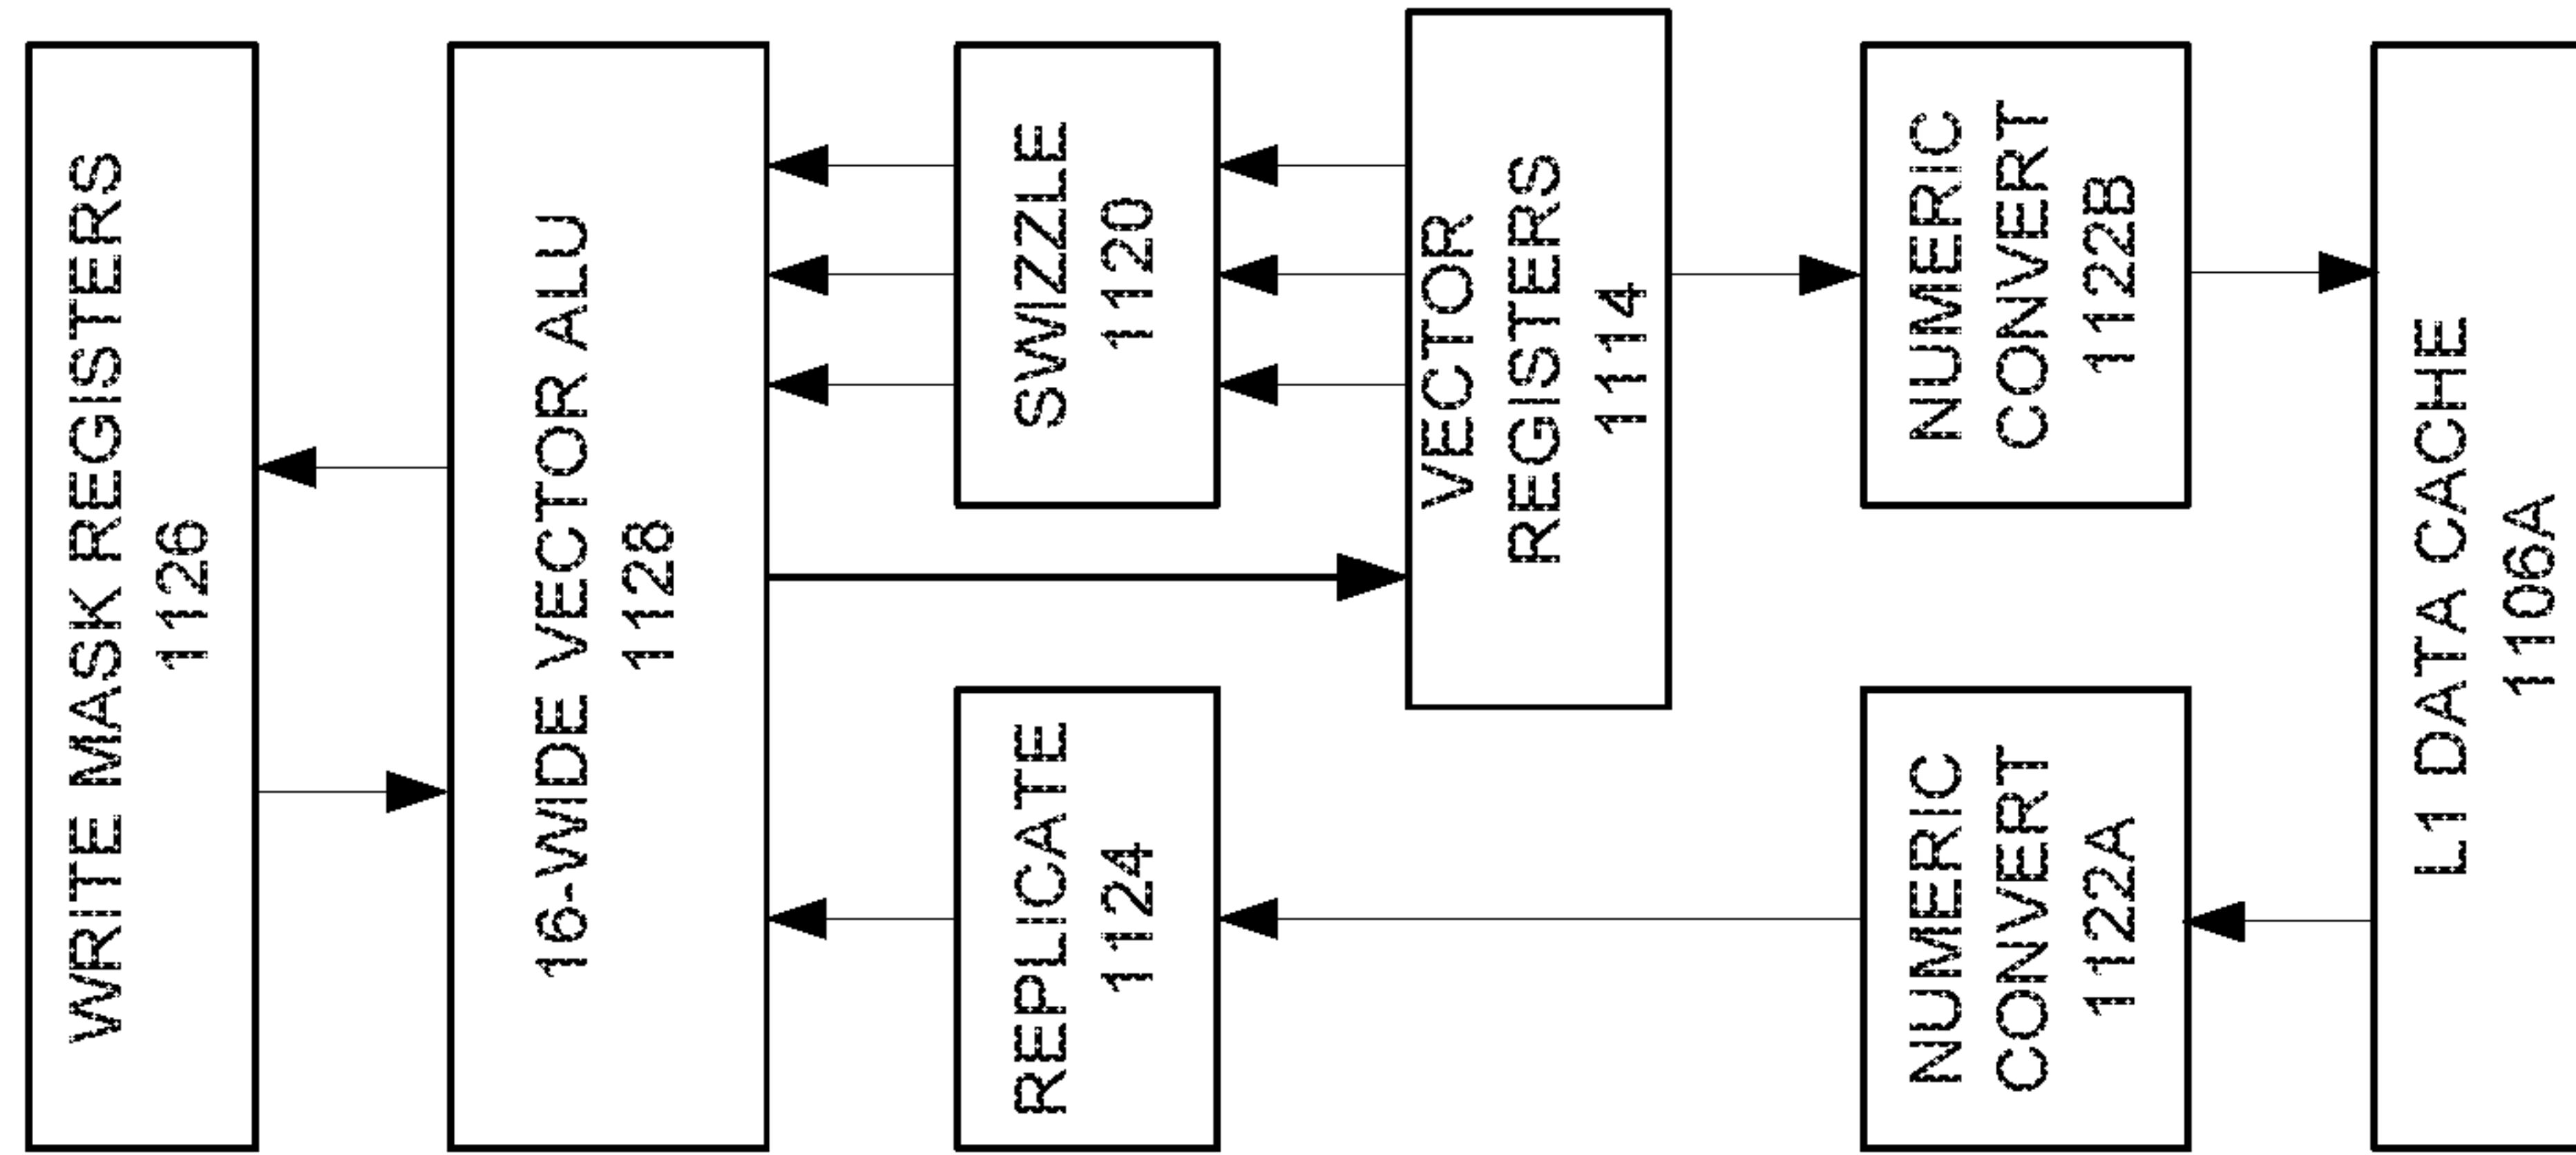 WRITE MASK REGISTERS
1126
16-WIDE VECTOR ALU
1128
REPLICATE
1124
SWIZZLE
1120
VECTOR
REGISTERS
1114
NUMERIC
CONVERT
1122A
NUMERIC
CONVERT
1122B
L1 DATA CACHE
1106A